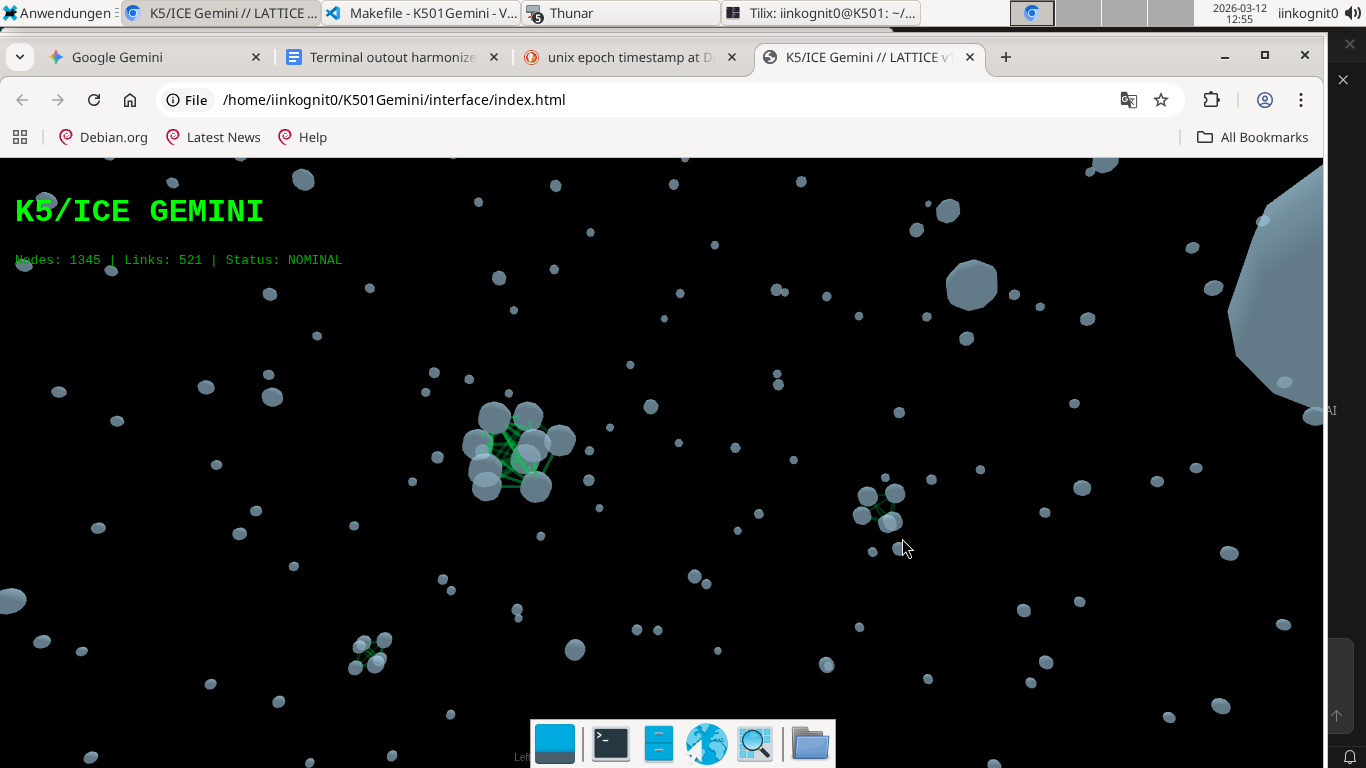 Anwendungen
K5/ICE Gemini // LATTICE ...
Makefile - K501Gemini - V...
5
Thunar
Tilix: iinkognit0@K501: ~/...
2026-03-12
12:55
iinkognit0
Google Gemini
Terminal outout harmonize
unix epoch timestamp at D
K5/ICE Gemini // LATTICE v
File
/home/iinkognit0/K501Gemini/interface/index.html
Debian.org
Latest News
Help
All Bookmarks
K5/ICE GEMINI
Nodes: 1345 | Links: 521 | Status: NOMINAL
AI
Left